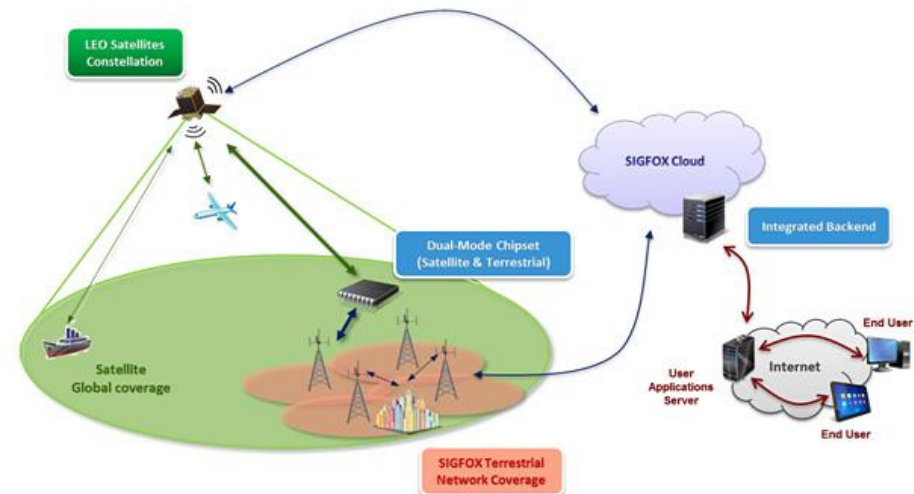 LEO Satellites
Constellation
SIGFOX Cloud
Integrated Backend
Dual-Mode Chipset
(Satellite & Terrestrial)
Satellite
Global coverage
End User
Internet
User
Applications
Server
End User
SIGFOX Terrestrial
Network Coverage